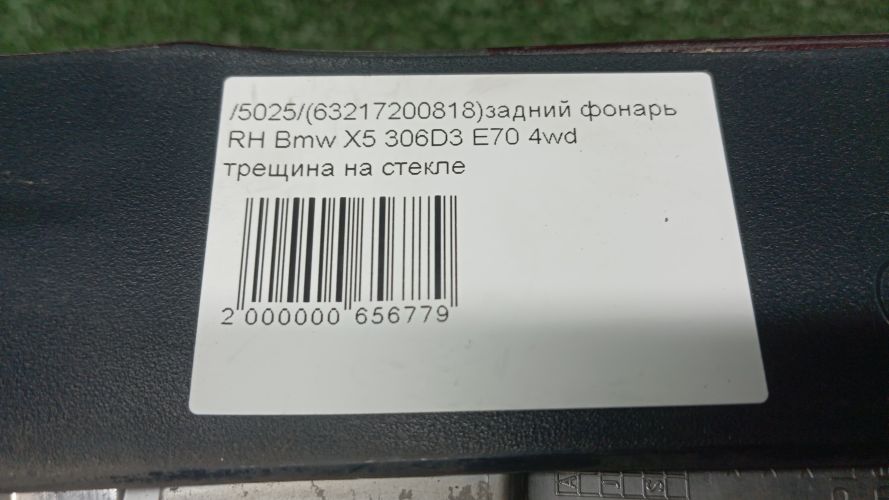 /5025/(63217200818)задний фонарь
RH Bmw X5 306D3 E70 4wd
трещина на стекле
2 000000 656779